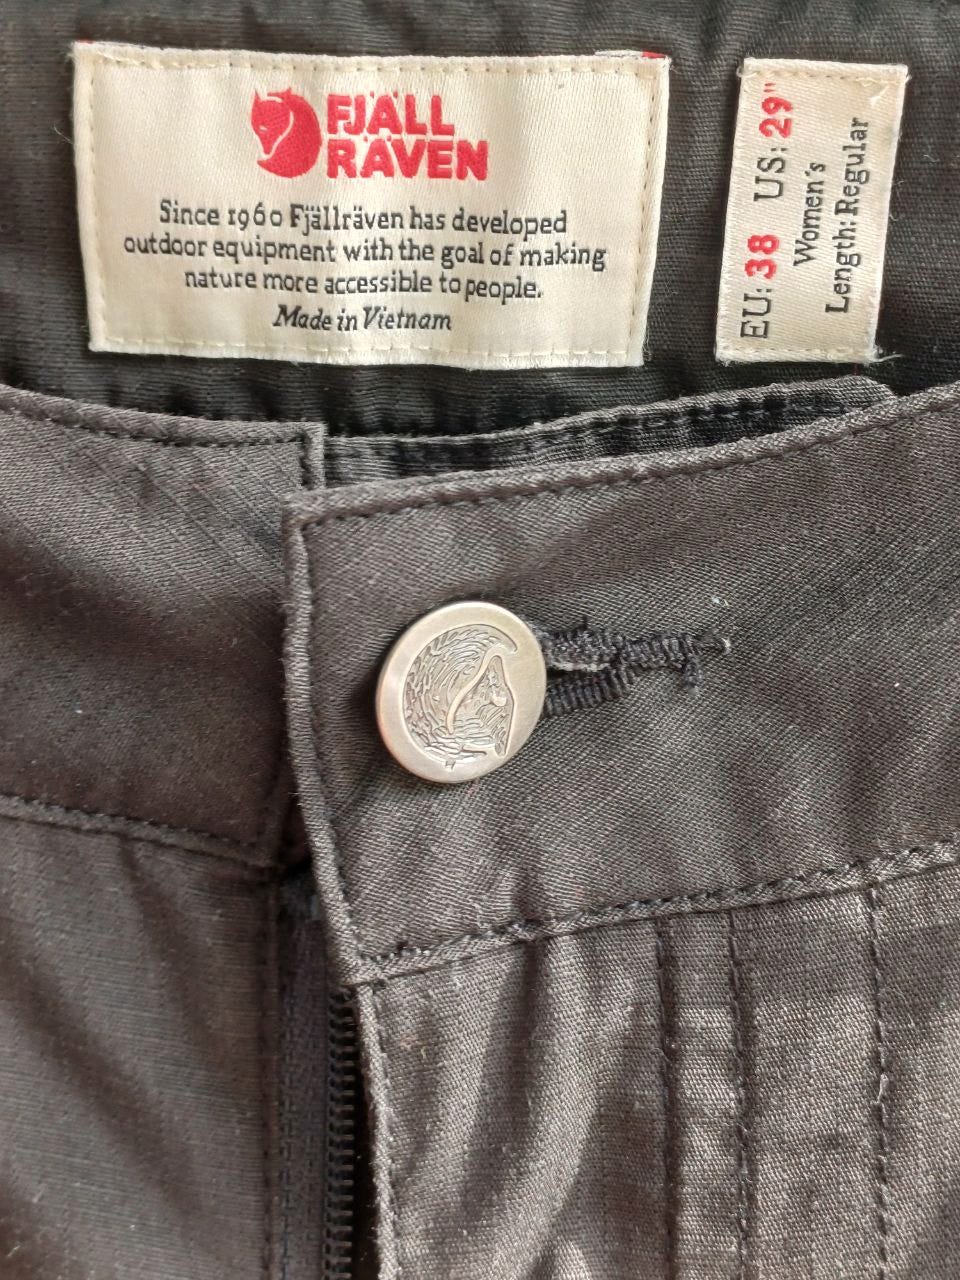 FJÄLL
RÄVEN
Since 1960 Fjällräven has developed
outdoor equipment with the goal of making
nature more accessible to people.
Made in Vietnam
EU: 38 US: 29"
Women´s
Length: Regular